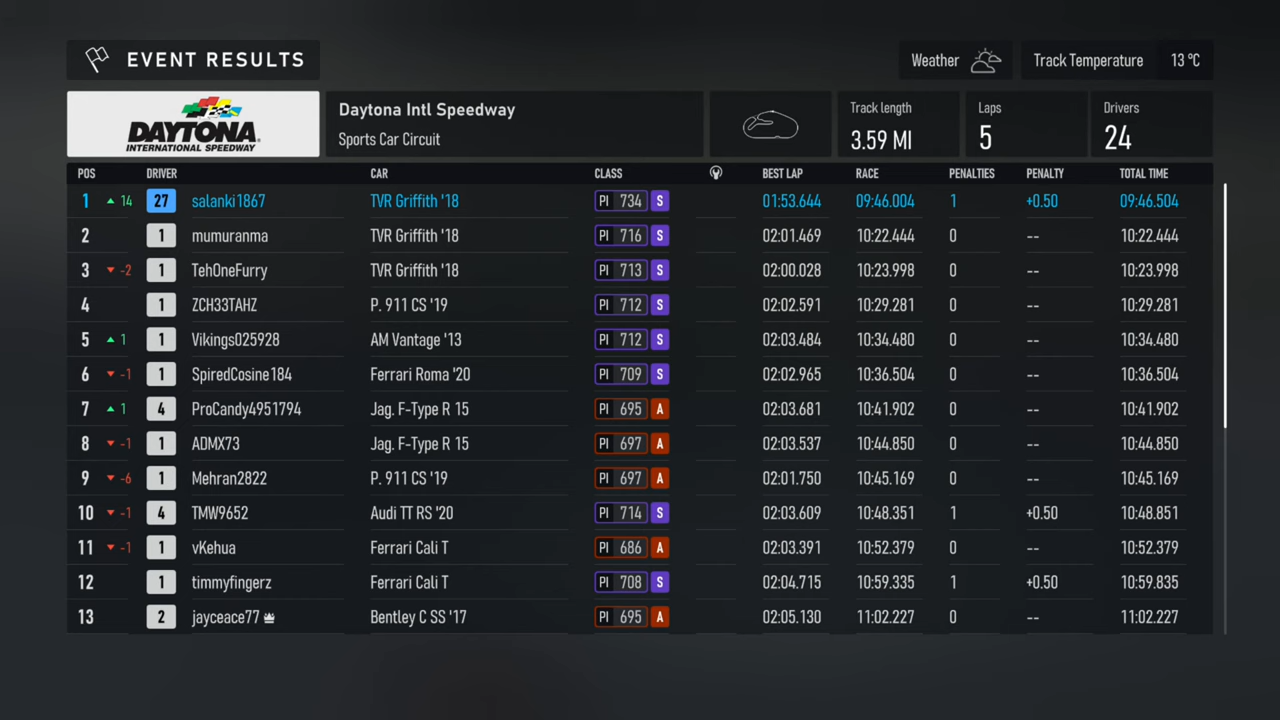 EVENT RESULTS
Weather
Track Temperature 13 °C
DAYTONA
INTERNATIONAL SPEEDWAY
Daytona Intl Speedway
Sports Car Circuit
Track length
3.59 MI
Laps
5
Drivers
24
POS DRIVER CAR CLASS BEST LAP RACE PENALTIES PENALTY TOTAL TIME
1 14 27 salanki1867 TVR Griffith '18 PI 734 S 01:53.644 09:46.004 1 +0.50 09:46.504
2 1 mumuranma TVR Griffith '18 PI 716 S 02:01.469 10:22.444 0 -- 10:22.444
3 -2 1 TehOneFurry TVR Griffith '18 PI 713 S 02:00.028 10:23.998 0 -- 10:23.998
4 1 ZCH33TAHZ P. 911 CS '19 PI 712 S 02:02.591 10:29.281 0 -- 10:29.281
5 1 1 Vikings025928 AM Vantage '13 PI 712 S 02:03.484 10:34.480 0 -- 10:34.480
6 -1 1 SpiredCosine184 Ferrari Roma '20 PI 709 S 02:02.965 10:36.504 0 -- 10:36.504
7 1 4 ProCandy4951794 Jag. F-Type R 15 PI 695 A 02:03.681 10:41.902 0 -- 10:41.902
8 -1 1 ADMX73 Jag. F-Type R 15 PI 697 A 02:03.537 10:44.850 0 -- 10:44.850
9 -6 1 Mehran2822 P. 911 CS '19 PI 697 A 02:01.750 10:45.169 0 -- 10:45.169
10 -1 4 TMW9652 Audi TT RS '20 PI 714 S 02:03.609 10:48.351 1 +0.50 10:48.851
11 -1 1 vKehua Ferrari Cali T PI 686 A 02:03.391 10:52.379 0 -- 10:52.379
12 1 timmyfingerz Ferrari Cali T PI 708 S 02:04.715 10:59.335 1 +0.50 10:59.835
13 2 jayceace77 Bentley C SS '17 PI 695 A 02:05.130 11:02.227 0 -- 11:02.227